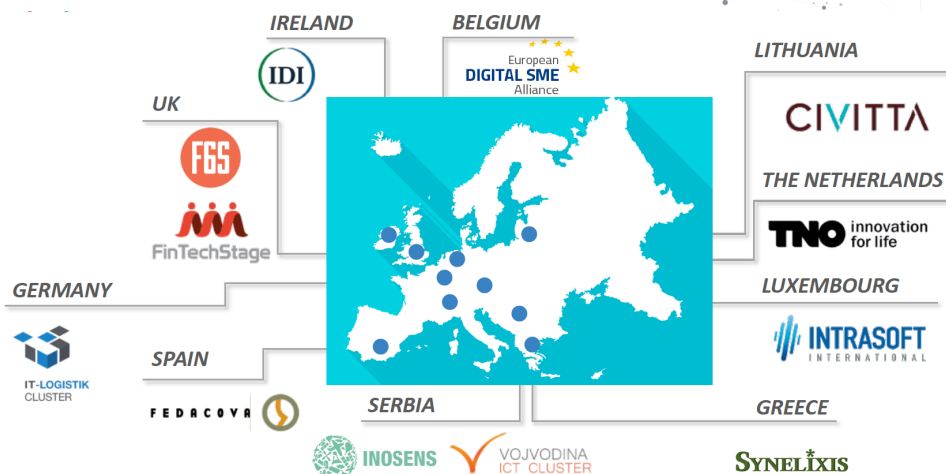 IRELAND
IDI
BELGIUM
European
DIGITAL SME
Alliance
LITHUANIA
CIVITTA
UK
F6S
FinTechStage
THE NETHERLANDS
TNO innovation
for life
GERMANY
IT-LOGISTIK
CLUSTER
LUXEMBOURG
INTRASOFT
INTERNATIONAL
SPAIN
FEDACOVA
SERBIA
INOSENS
VOJVODINA
ICT CLUSTER
GREECE
SYNELIXIS